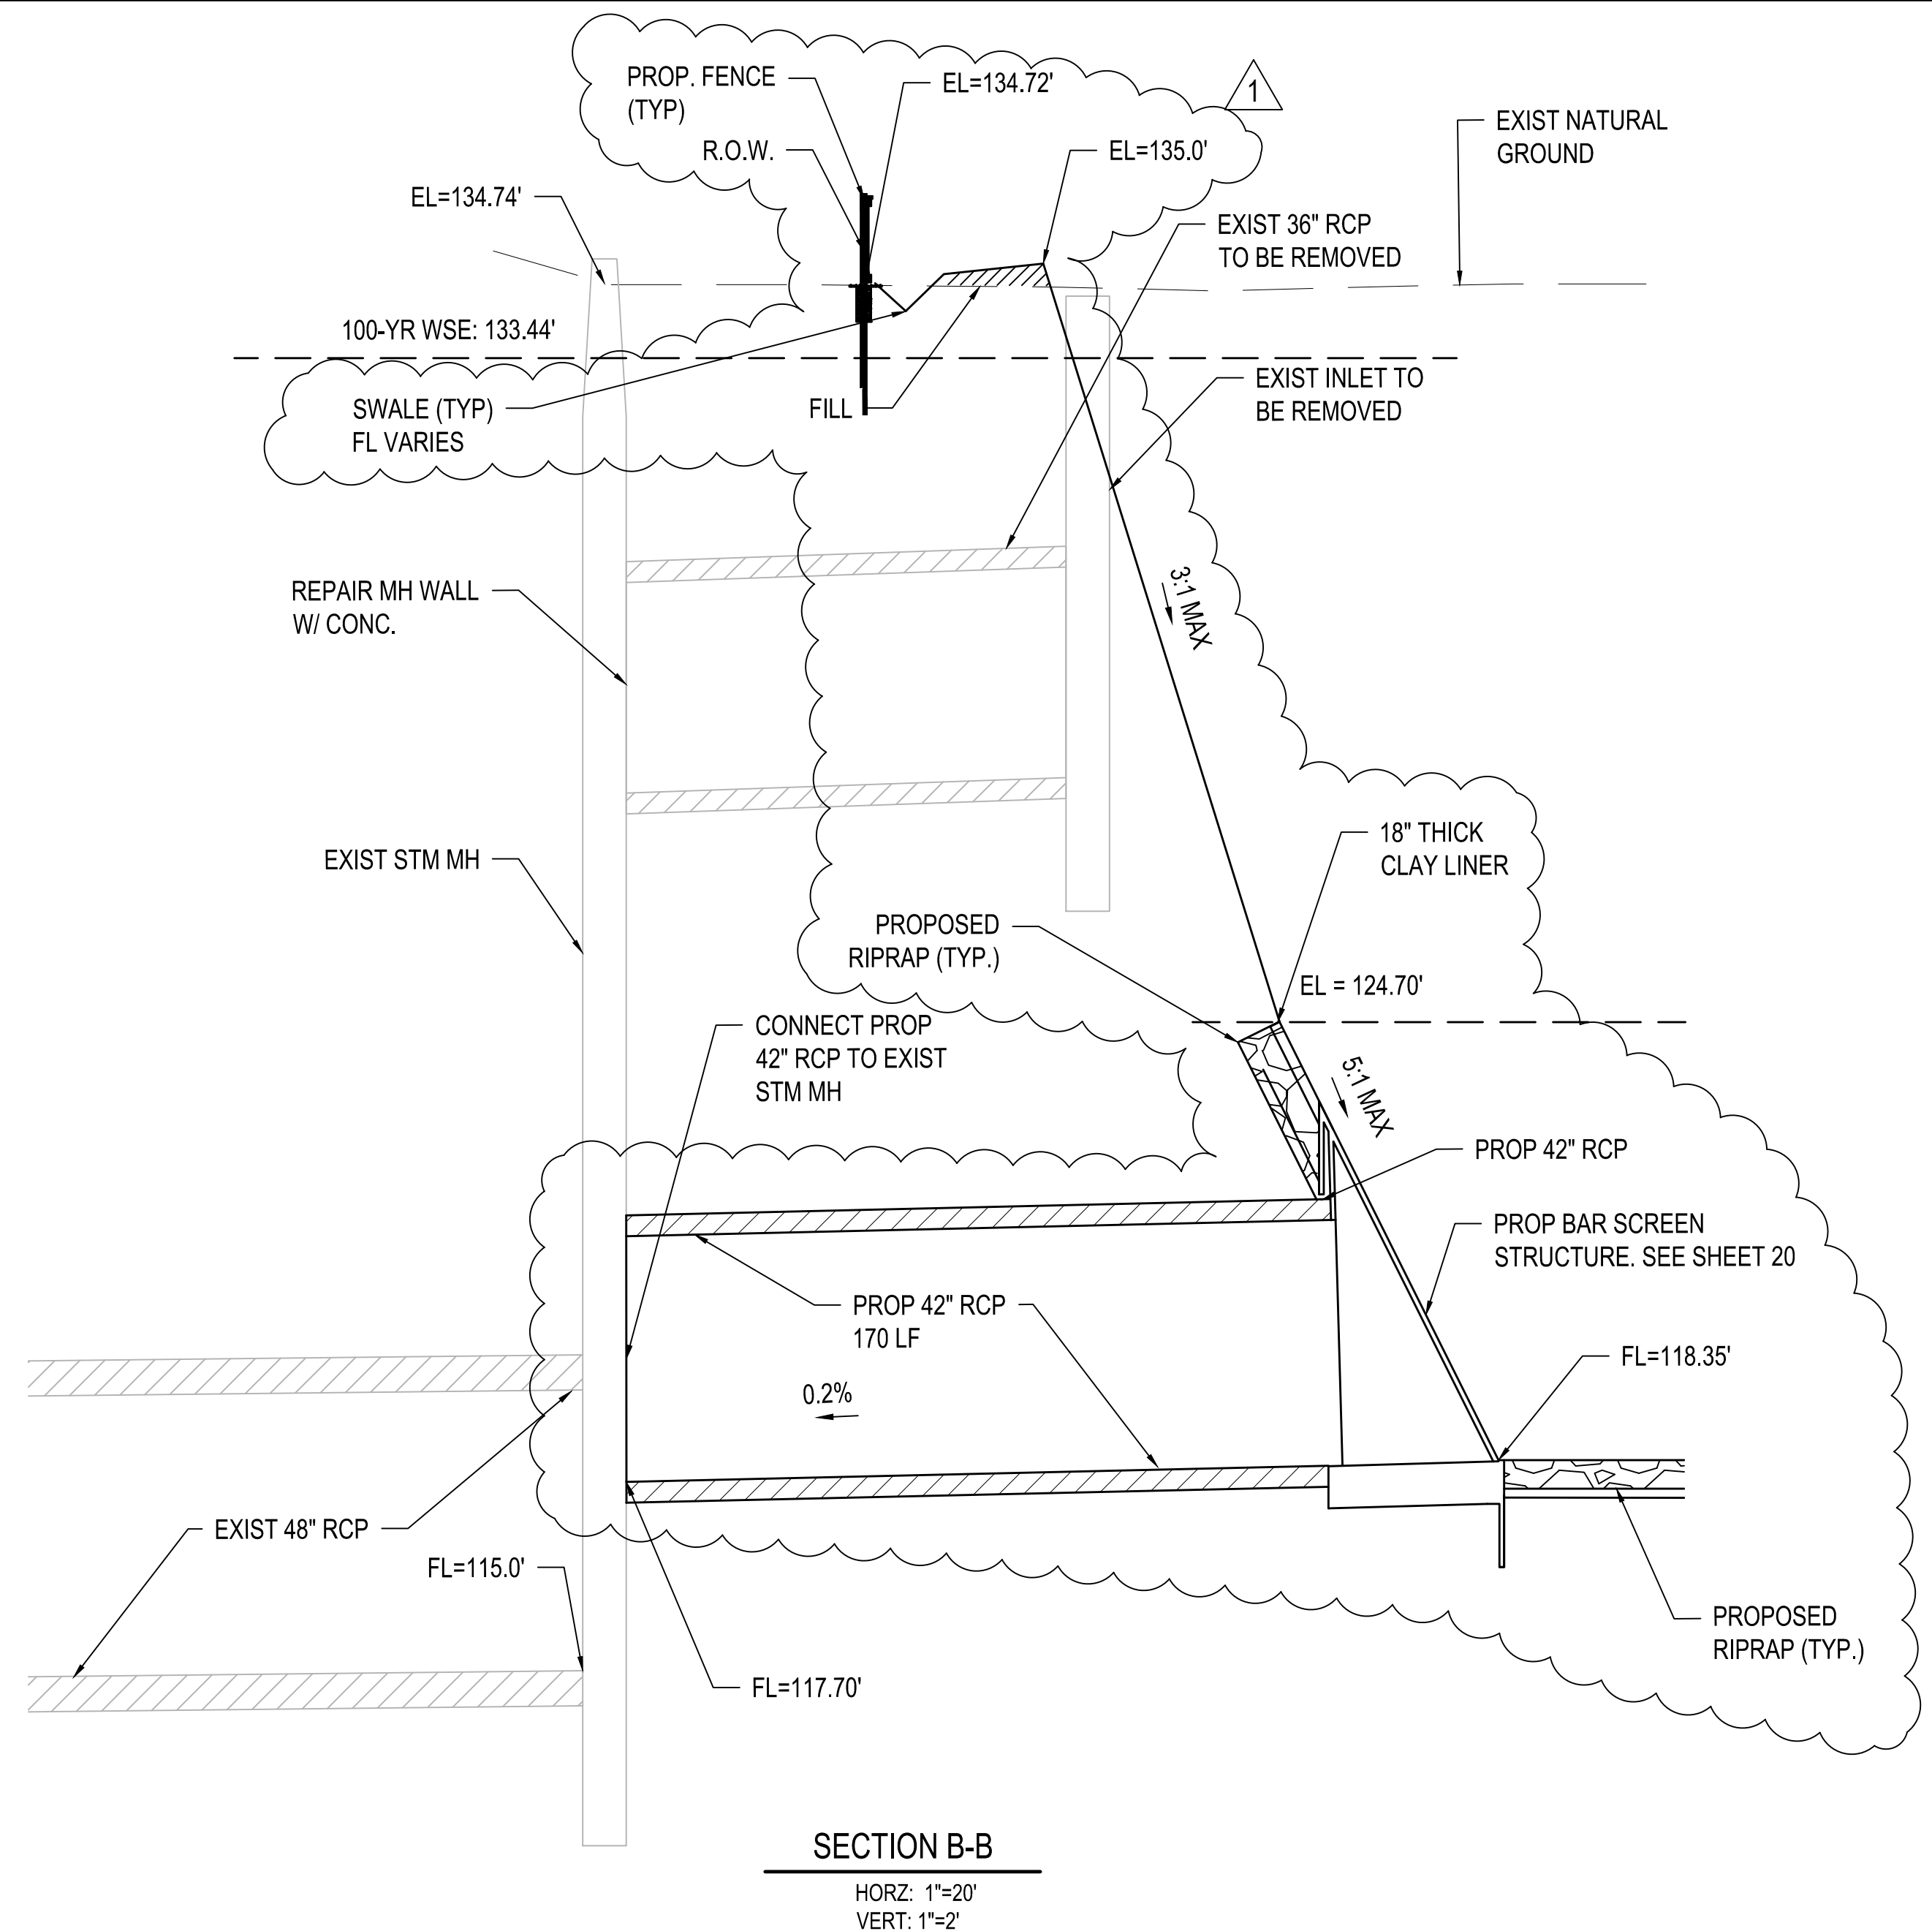 PROP. FENCE
(TYP)
EL=134.72'
1
EXIST NATURAL
GROUND
R.O.W.
EL=135.0'
EL=134.74'
EXIST 36" RCP
TO BE REMOVED
100-YR WSE: 133.44'
SWALE (TYP)
FL VARIES
FILL
EXIST INLET TO
BE REMOVED
REPAIR MH WALL
W/ CONC.
3:1 MAX
EXIST STM MH
18" THICK
CLAY LINER
PROPOSED
RIPRAP (TYP.)
EL = 124.70'
CONNECT PROP
42" RCP TO EXIST
STM MH
5:1 MAX
PROP 42" RCP
PROP BAR SCREEN
STRUCTURE. SEE SHEET 20
PROP 42" RCP
170 LF
FL=118.35'
0.2%
EXIST 48" RCP
FL=115.0'
PROPOSED
RIPRAP (TYP.)
FL=117.70'
SECTION B-B
HORZ: 1"=20'
VERT: 1"=2'